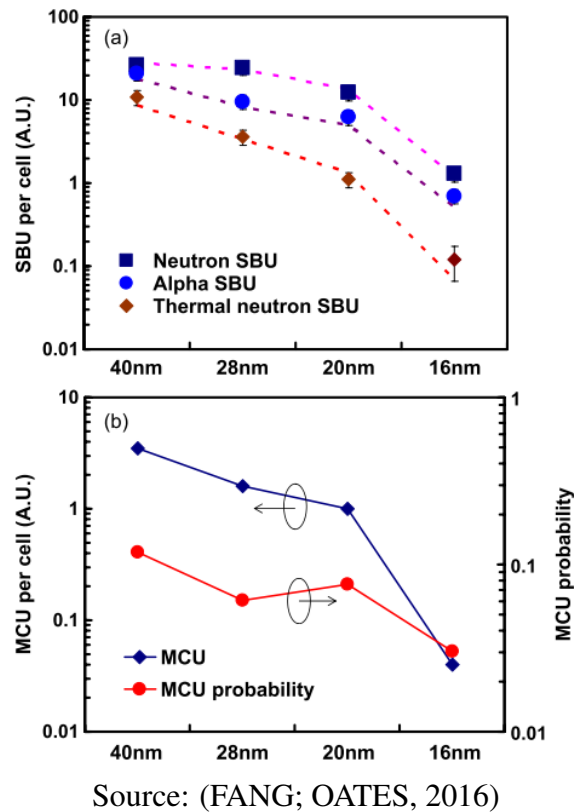 (a)
100
10
1
0.1
0.01
SBU per cell (A.U.)
Neutron SBU
Alpha SBU
Thermal neutron SBU
40nm 28nm 20nm 16nm
(b)
10
1
0.1
0.01
MCU per cell (A.U.)
1
0.1
0.01
MCU probability
MCU
MCU probability
40nm 28nm 20nm 16nm
Source: (FANG; OATES, 2016)